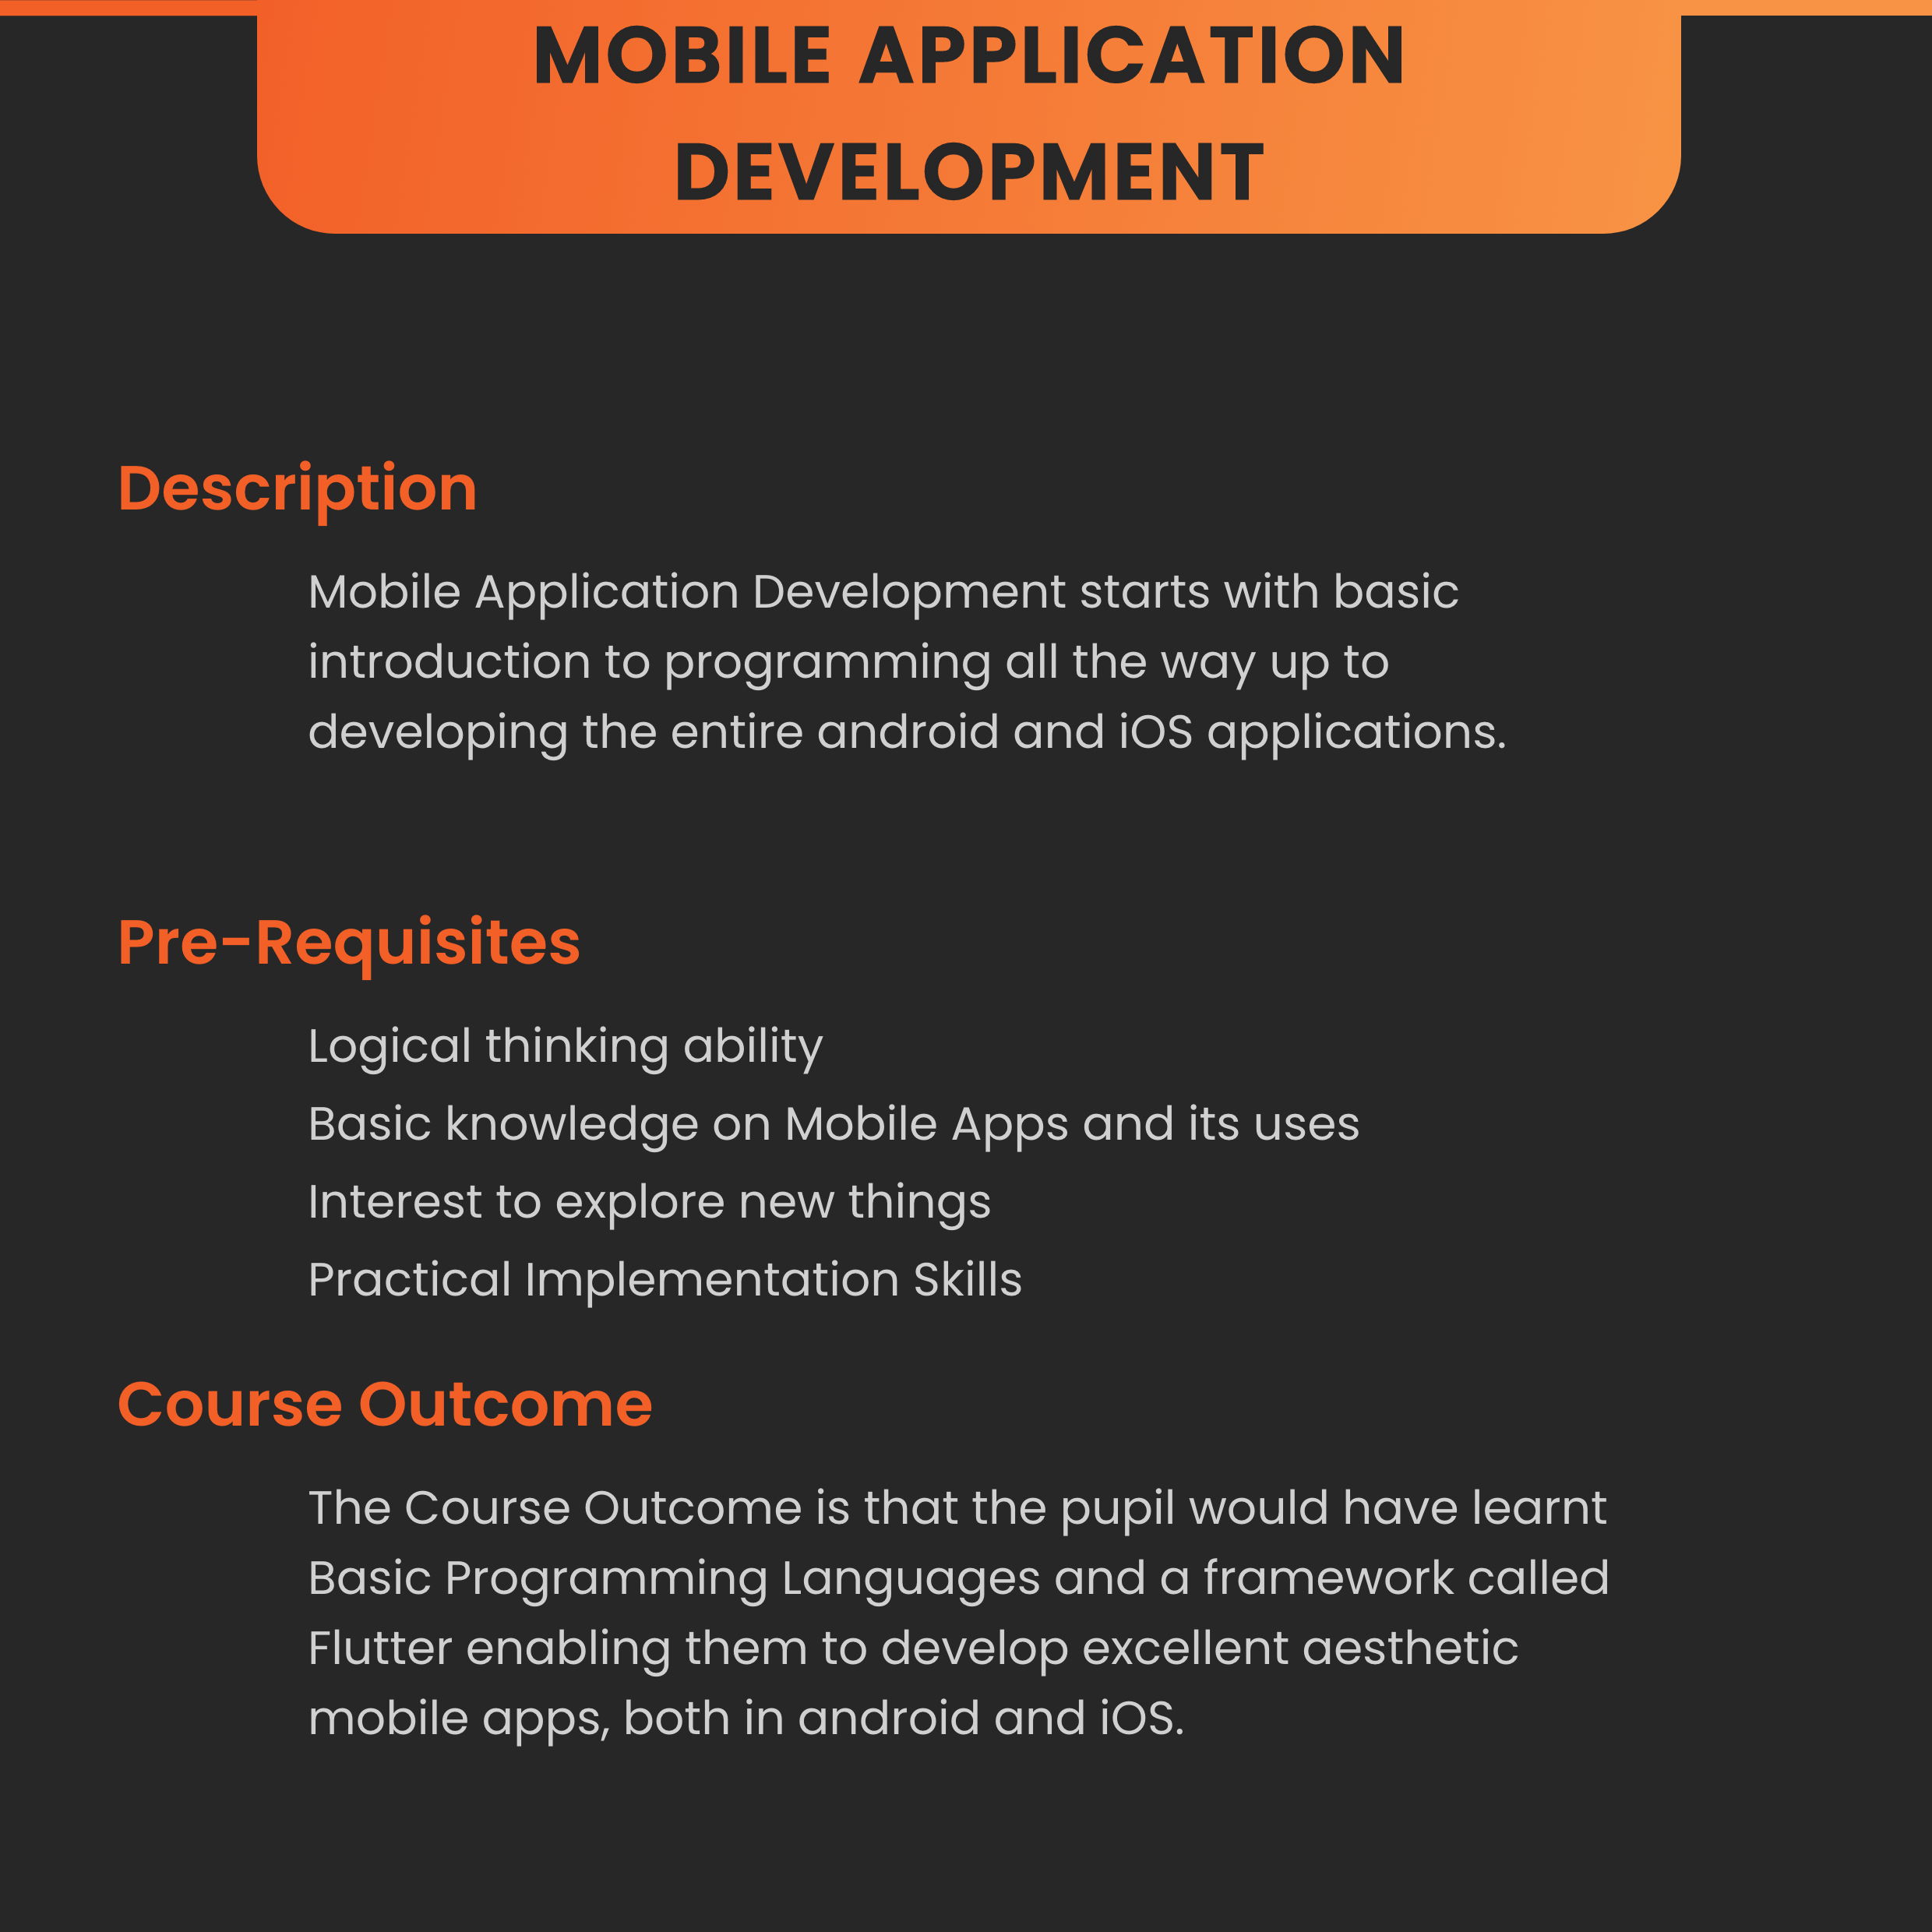 MOBILE APPLICATION
DEVELOPMENT
Description
Mobile Application Development starts with basic
introduction to programming all the way up to
developing the entire android and iOS applications.
Pre-Requisites
Logical thinking ability
Basic knowledge on Mobile Apps and its uses
Interest to explore new things
Practical Implementation Skills
Course Outcome
The Course Outcome is that the pupil would have learnt
Basic Programming Languages and a framework called
Flutter enabling them to develop excellent aesthetic
mobile apps, both in android and iOS.